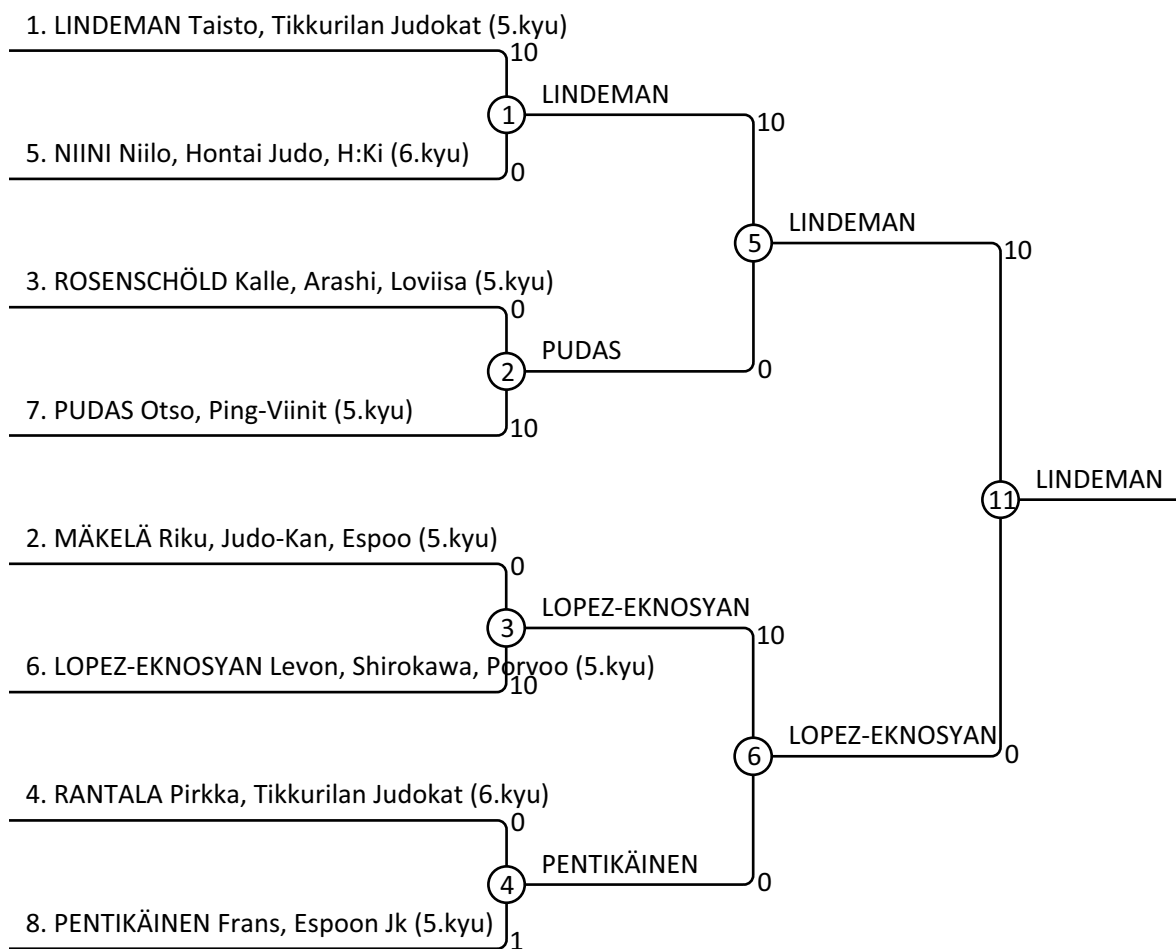 1. LINDEMAN Taisto, Tikkurilan Judokat (5.kyu)
10
LINDEMAN
1
10
5. NIINI Niilo, Hontai Judo, H:Ki (6.kyu)
0
LINDEMAN
5
10
3. ROSENSCHÖLD Kalle, Arashi, Loviisa (5.kyu)
0
PUDAS
2
0
7. PUDAS Otso, Ping-Viinit (5.kyu)
10
LINDEMAN
11
2. MÄKELÄ Riku, Judo-Kan, Espoo (5.kyu)
0
LOPEZ-EKNOSYAN
3
10
6. LOPEZ-EKNOSYAN Levon, Shirokawa, Porvoo (5.kyu)
10
LOPEZ-EKNOSYAN
6
0
4. RANTALA Pirkka, Tikkurilan Judokat (6.kyu)
0
PENTIKÄINEN
4
0
8. PENTIKÄINEN Frans, Espoon Jk (5.kyu)
1